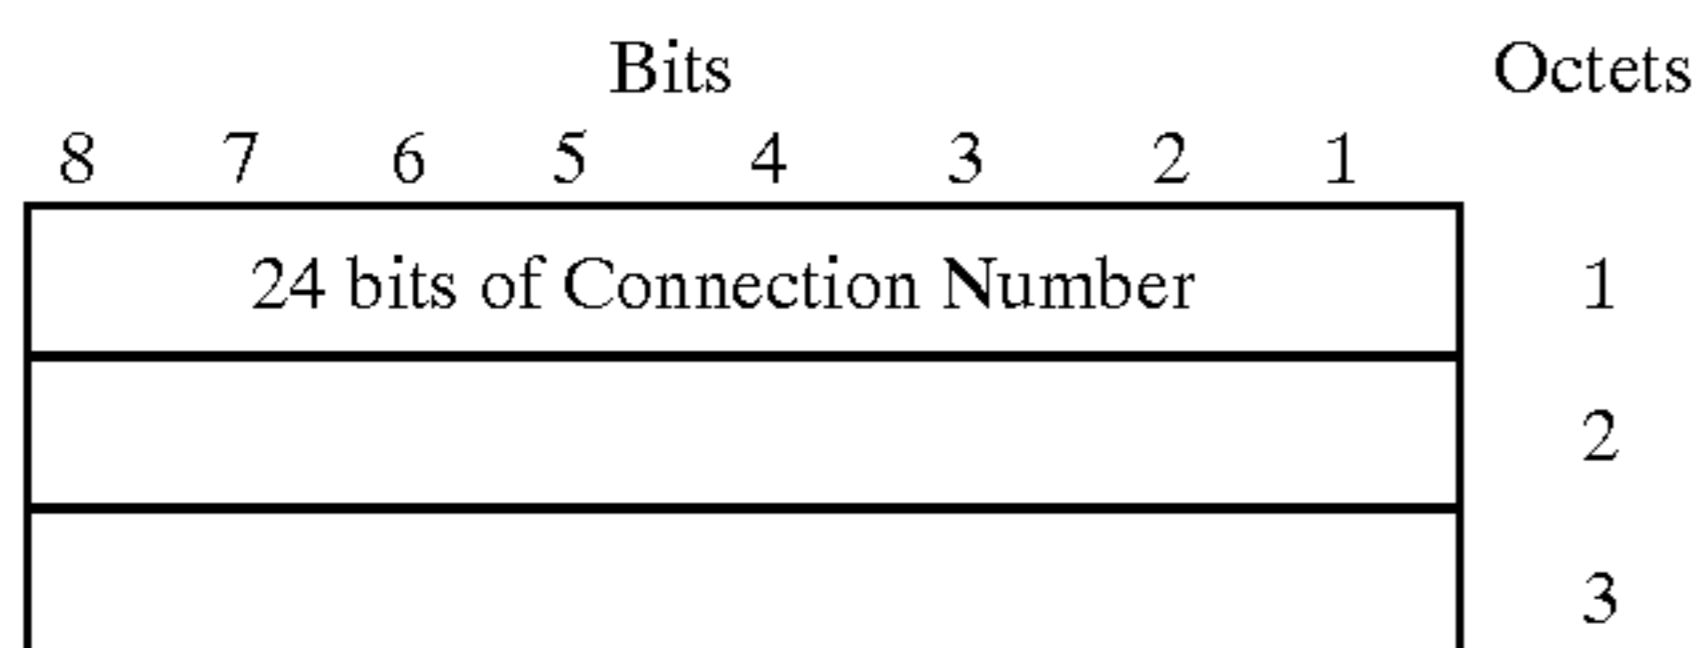 Bits Octets
8 7 6 5 4 3 2 1
24 bits of Connection Number 1
2
3